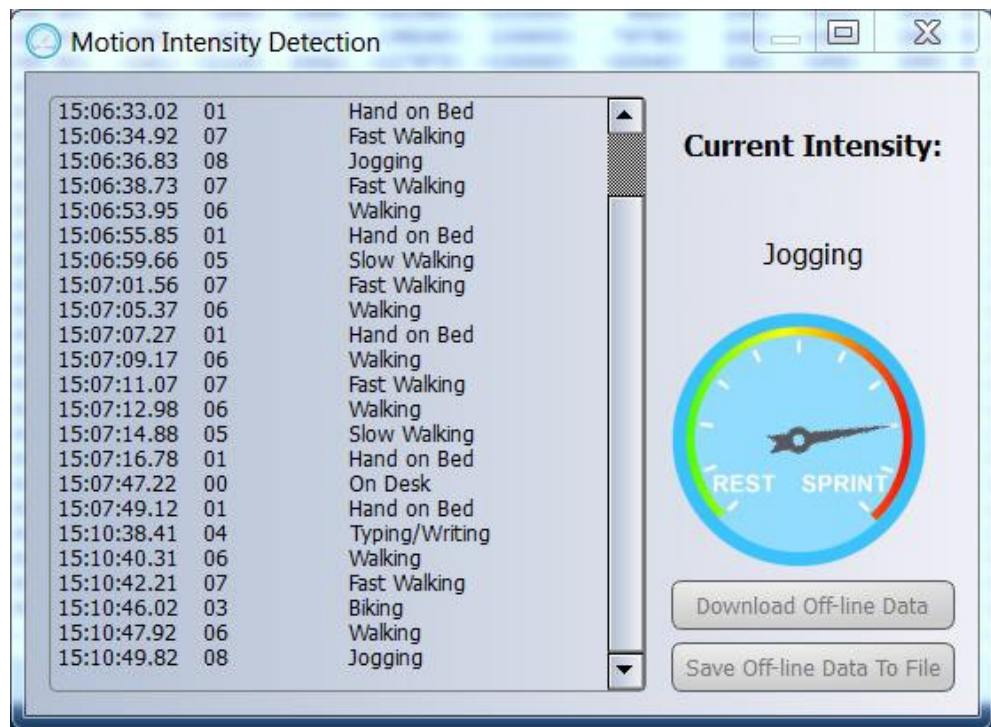 Motion Intensity Detection
15:06:33.02 01 Hand on Bed
15:06:34.92 07 Fast Walking
15:06:36.83 08 Jogging
15:06:38.73 07 Fast Walking
15:06:53.95 06 Walking
15:06:55.85 01 Hand on Bed
15:06:59.66 05 Slow Walking
15:07:01.56 07 Fast Walking
15:07:05.37 06 Walking
15:07:07.27 01 Hand on Bed
15:07:09.17 06 Walking
15:07:11.07 07 Fast Walking
15:07:12.98 06 Walking
15:07:14.88 05 Slow Walking
15:07:16.78 01 Hand on Bed
15:07:47.22 00 On Desk
15:07:49.12 01 Hand on Bed
15:10:38.41 04 Typing/Writing
15:10:40.31 06 Walking
15:10:42.21 07 Fast Walking
15:10:46.02 03 Biking
15:10:47.92 06 Walking
15:10:49.82 08 Jogging
Current Intensity:
Jogging
REST SPRINT
Download Off-line Data
Save Off-line Data To File